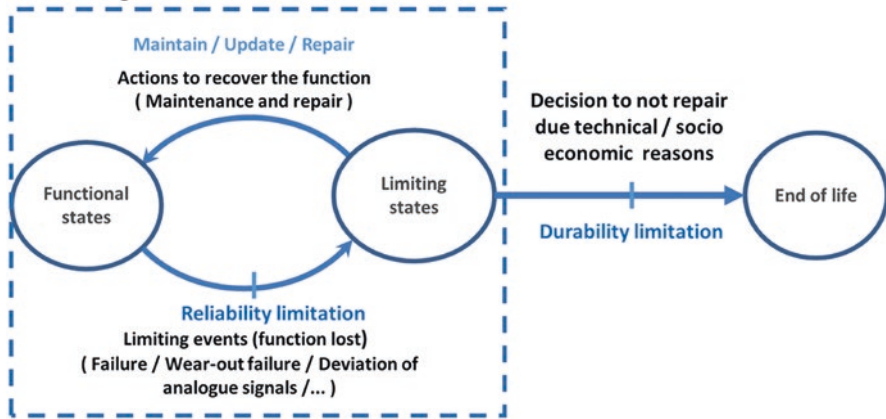 Maintain / Update / Repair
Actions to recover the function
( Maintenance and repair )
Functional
states
Limiting
states
Decision to not repair
due technical / socio
economic reasons
End of life
Durability limitation
Reliability limitation
Limiting events (function lost)
( Failure / Wear-out failure / Deviation of
analogue signals /... )